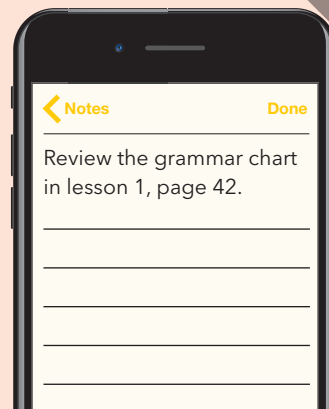 Notes Done
Review the grammar chart
in lesson 1, page 42.